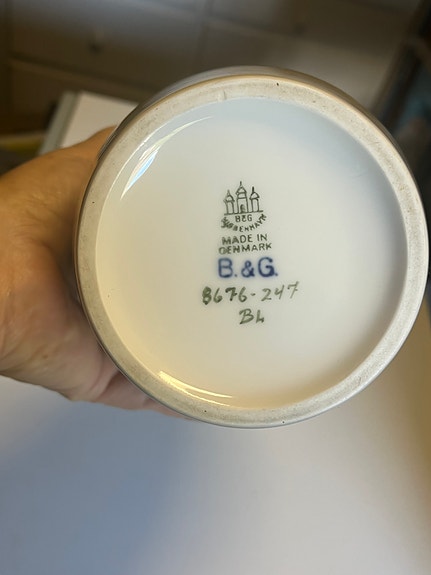 B&G
KJØBENHAVN
MADE IN
DENMARK
B.&G.
8676-247
BL